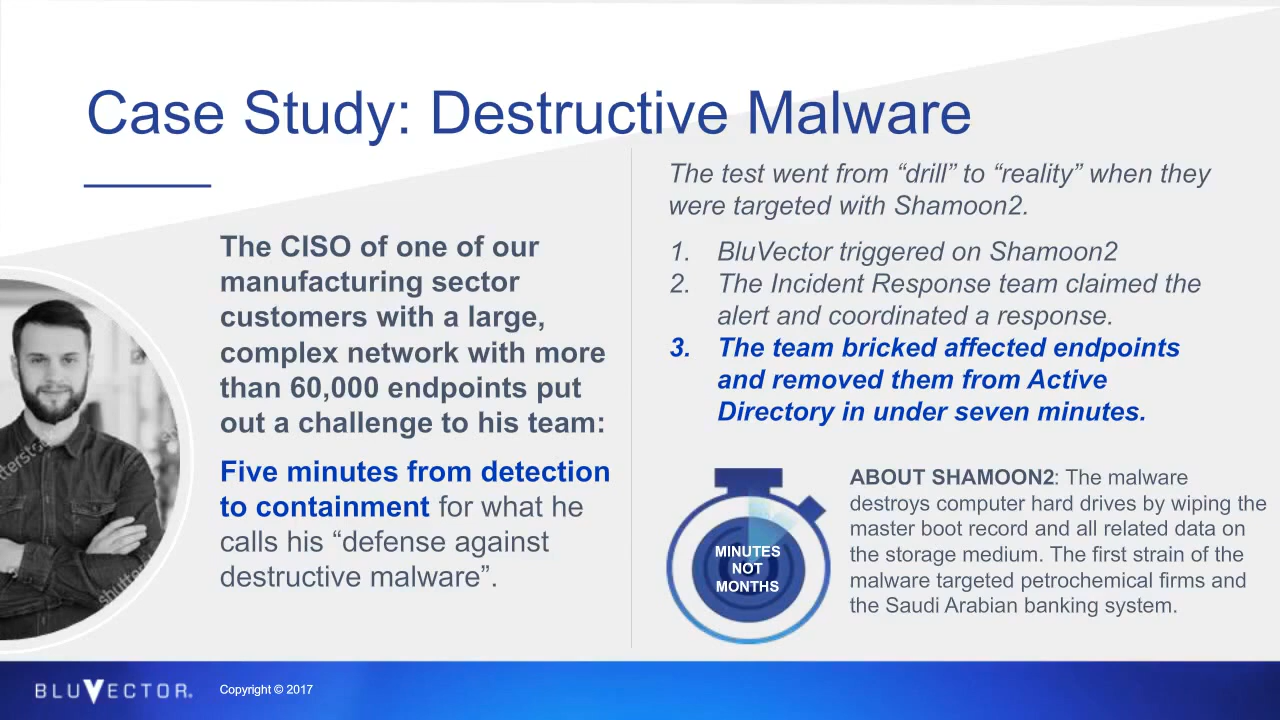 Case Study: Destructive Malware
The CISO of one of our
manufacturing sector
customers with a large,
complex network with more
than 60,000 endpoints put
out a challenge to his team:
Five minutes from detection
to containment for what he
calls his “defense against
destructive malware”.
The test went from “drill” to “reality” when they
were targeted with Shamoon2.
1. BluVector triggered on Shamoon2
2. The Incident Response team claimed the
alert and coordinated a response.
3. The team bricked affected endpoints
and removed them from Active
Directory in under seven minutes.
MINUTES
NOT
MONTHS
ABOUT SHAMOON2: The malware
destroys computer hard drives by wiping the
master boot record and all related data on
the storage medium. The first strain of the
malware targeted petrochemical firms and
the Saudi Arabian banking system.
BLUVECTOR®
Copyright © 2017